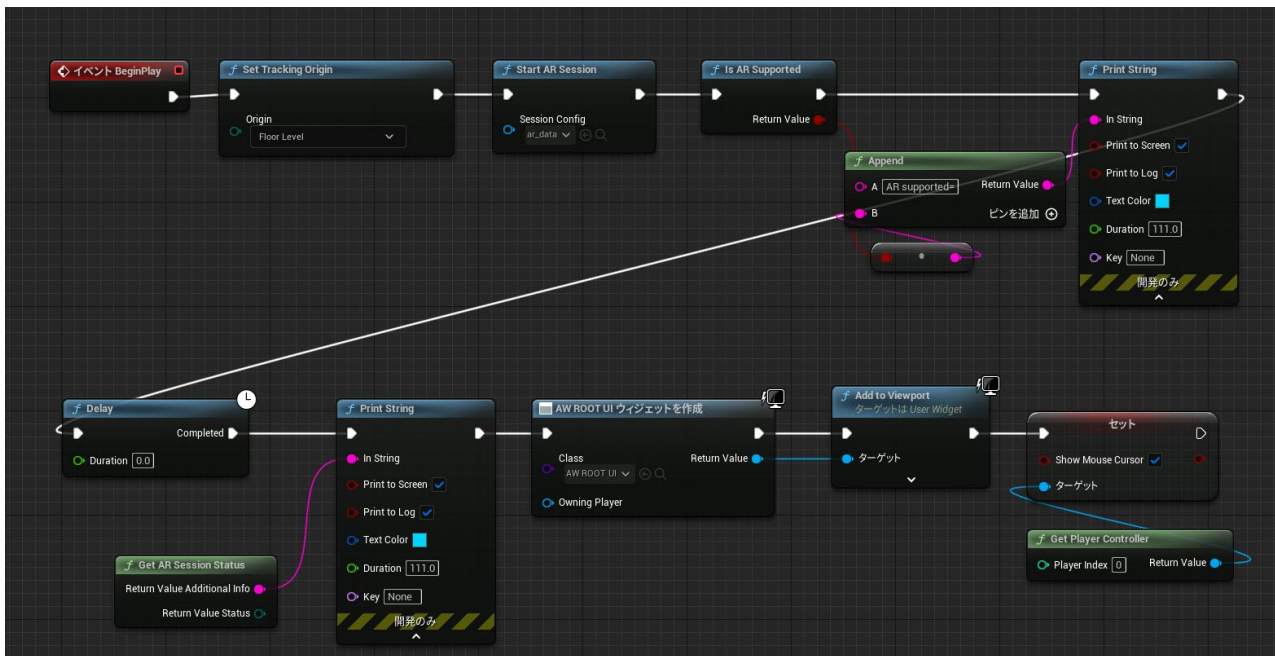 イベント BeginPlay
f Set Tracking Origin
Origin
Floor Level
f Start AR Session
Session Config
ar_data
f Is AR Supported
Return Value
f Append
A AR supported=
Return Value
B
ピンを追加
f Print String
In String
Print to Screen
Print to Log
Text Color
Duration 111.0
Key None
開発のみ
f Delay
Completed
Duration 0.0
f Get AR Session Status
Return Value Additional Info
Return Value Status
f Print String
In String
Print to Screen
Print to Log
Text Color
Duration 111.0
Key None
開発のみ
AW ROOT UI ウィジェットを作成
Class
AW ROOT UI
Return Value
Owning Player
f Add to Viewport
ターゲットは User Widget
ターゲット
セット
Show Mouse Cursor
ターゲット
f Get Player Controller
Player Index 0
Return Value